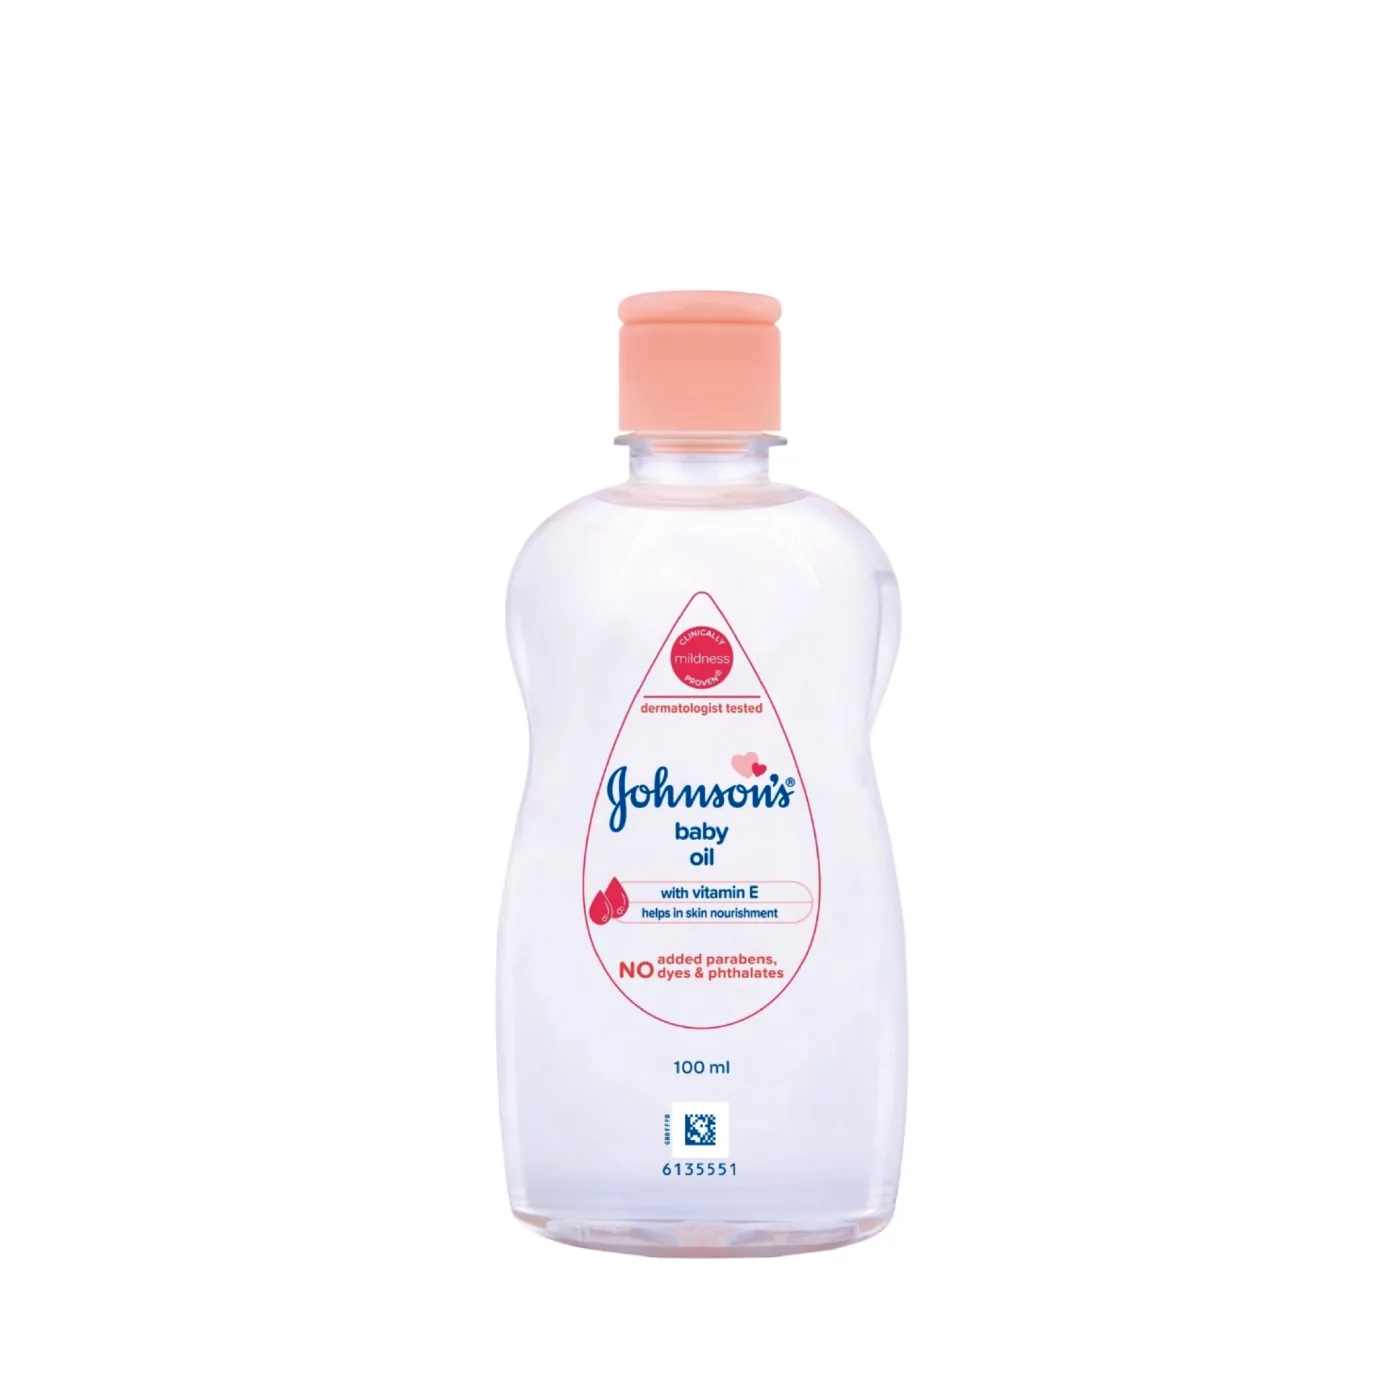 CLINICALLY
mildness
PROVEN®
dermatologist tested
Johnson's®
baby
oil
with vitamin E
helps in skin nourishment
NO added parabens,
dyes & phthalates
100 ml
6135551